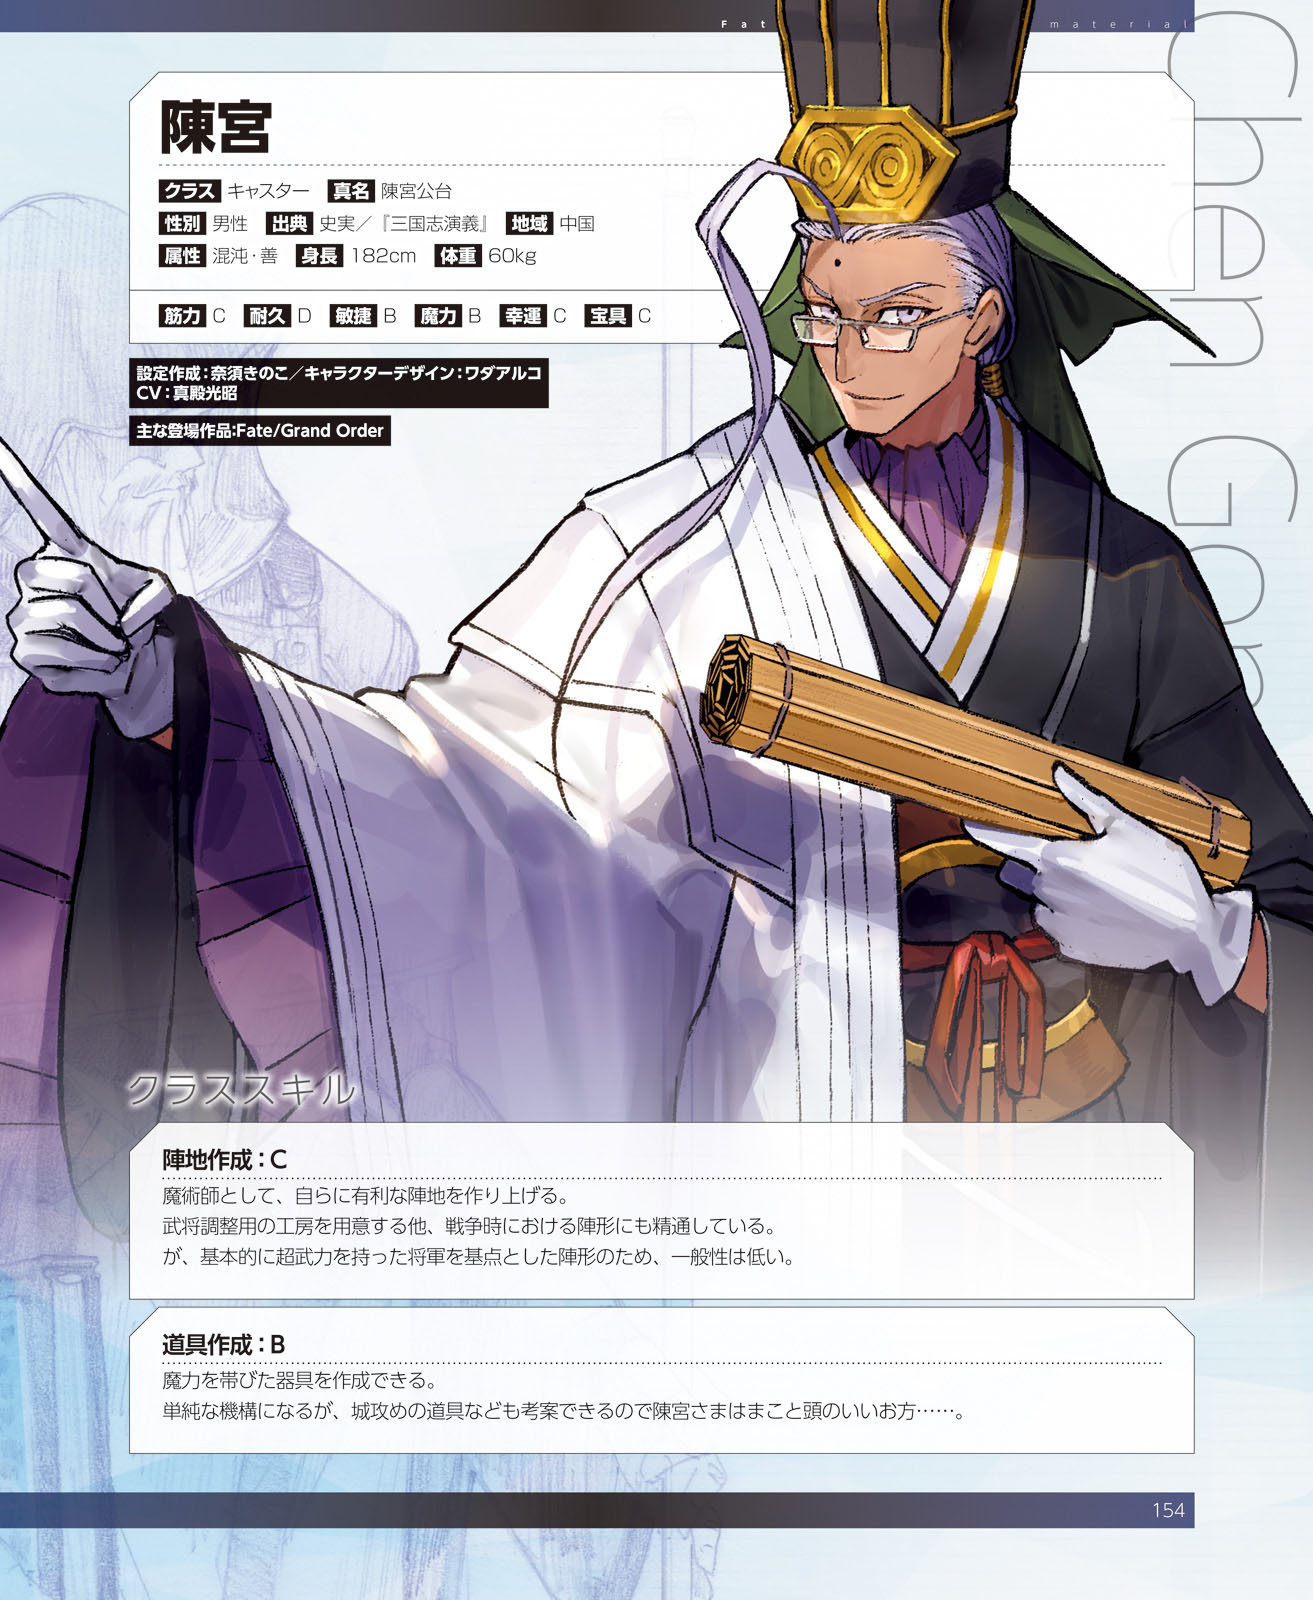 Fat
material
Chen Gon
陳宮
クラス キャスター 真名 陳宮公台
性別 男性 出典 史実／『三国志演義』 地域 中国
属性 混沌・善 身長 182cm 体重 60kg
筋力 C 耐久 D 敏捷 B 魔力 B 幸運 C 宝具 C
設定作成：奈須きのこ／キャラクターデザイン：ワダアルコ
CV：真殿光昭
主な登場作品：Fate/Grand Order
クラススキル
陣地作成：C
魔術師として、自らに有利な陣地を作り上げる。
武将調整用の工房を用意する他、戦争時における陣形にも精通している。
が、基本的に超武力を持った将軍を基点とした陣形のため、一般性は低い。
道具作成：B
魔力を帯びた器具を作成できる。
単純な機構になるが、城攻めの道具なども考案できるので陳宮さまはまこと頭のいいお方……。
154